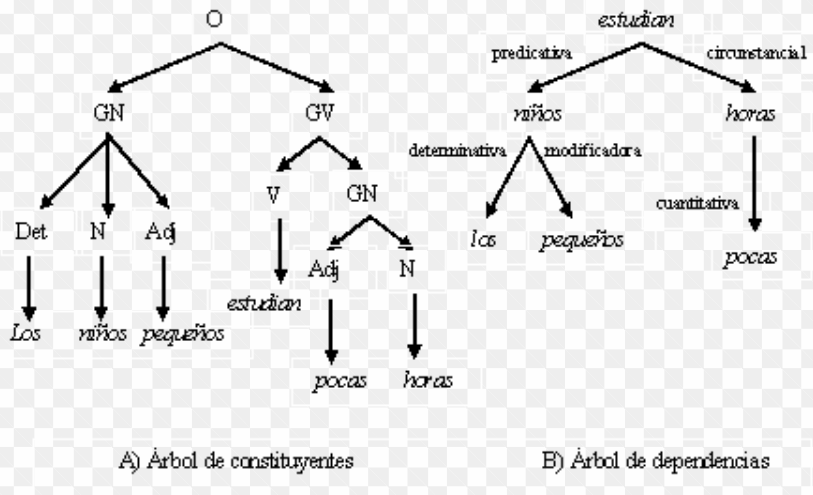 O
GN GV
Det N Adj
V GN
Los niños pequeños
estudian
Adj N
pocas horas
A) Árbol de constituyentes
estudian
predicativa circunstancial
niños horas
determinativa modificadora
cuantitativa
los pequeños
pocas
B) Árbol de dependencias